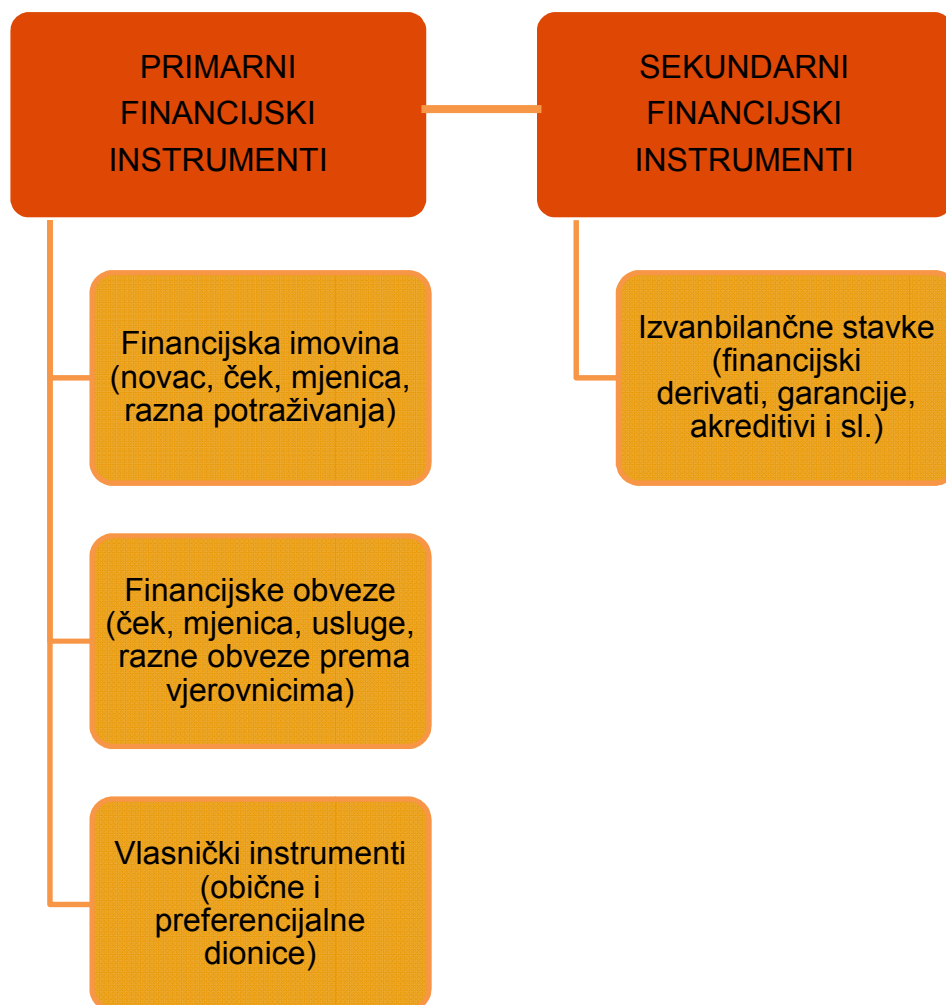 PRIMARNI
FINANCIJSKI
INSTRUMENTI
SEKUNDARNI
FINANCIJSKI
INSTRUMENTI
Financijska imovina
(novac, ček, mjenica,
razna potraživanja)
Izvanbilančne stavke
(financijski
derivati, garancije,
akreditivi i sl.)
Financijske obveze
(ček, mjenica, usluge,
razne obveze prema
vjerovnicima)
Vlasnički instrumenti
(obične i
preferencijalne
dionice)